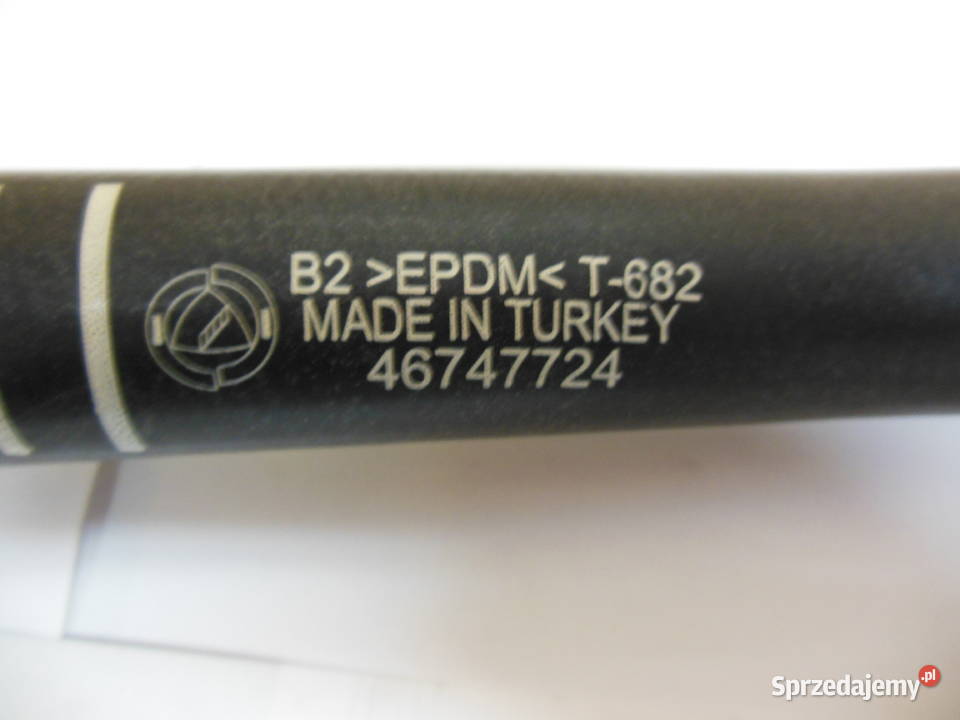 B2 >EPDM< T-682
MADE IN TURKEY
46747724
Sprzedajemy.pl